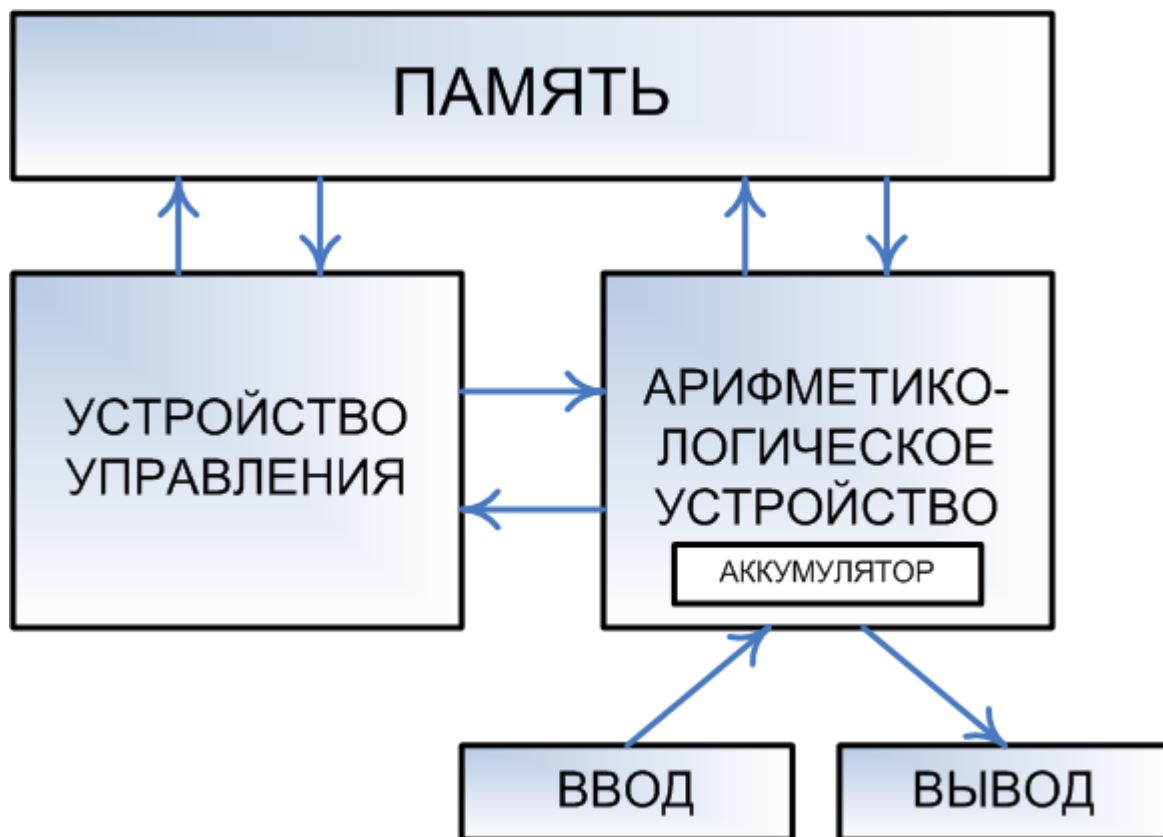 ПАМЯТЬ
УСТРОЙСТВО
УПРАВЛЕНИЯ
АРИФМЕТИКО-
ЛОГИЧЕСКОЕ
УСТРОЙСТВО
АККУМУЛЯТОР
ВВОД
ВЫВОД